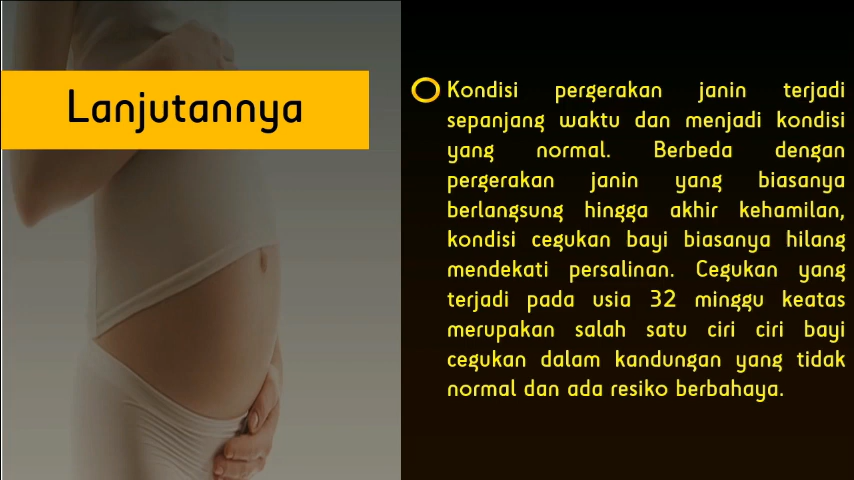 Lanjutannya
Kondisi pergerakan janin terjadi
sepanjang waktu dan menjadi kondisi
yang normal. Berbeda dengan
pergerakan janin yang biasanya
berlangsung hingga akhir kehamilan,
kondisi cegukan bayi biasanya hilang
mendekati persalinan. Cegukan yang
terjadi pada usia 32 minggu keatas
merupakan salah satu ciri ciri bayi
cegukan dalam kandungan yang tidak
normal dan ada resiko berbahaya.